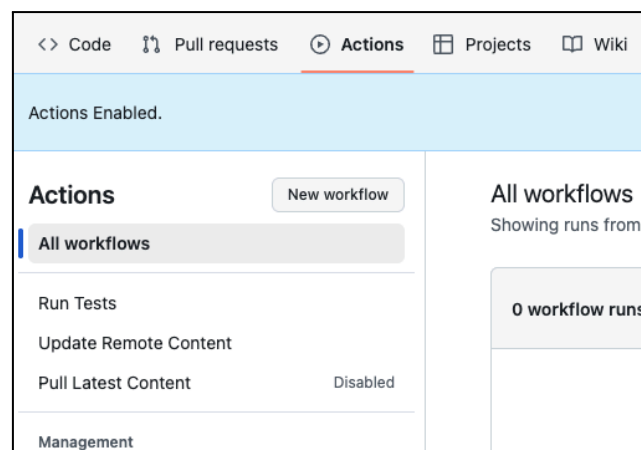 Code Pull requests Actions Projects Wiki
Actions Enabled.
Actions New workflow
All workflows
Run Tests
Update Remote Content
Pull Latest Content Disabled
Management
All workflows
Showing runs from
0 workflow runs